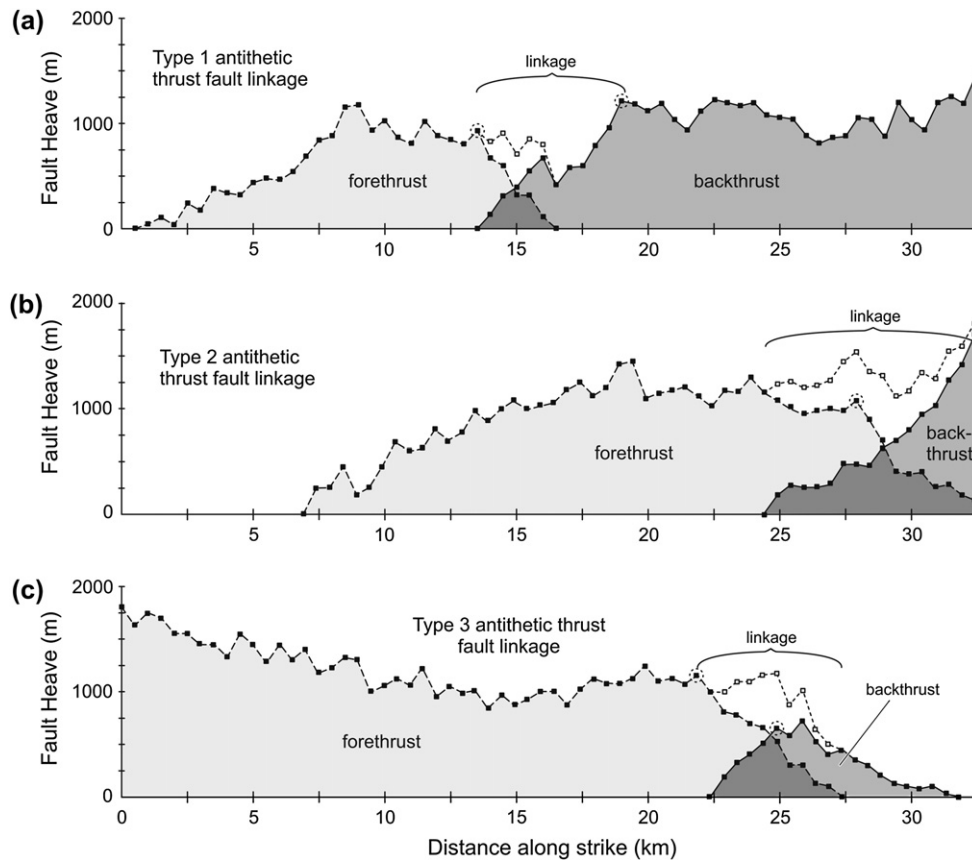 (a)
2000
1000
0
Fault Heave (m)
Type 1 antithetic
thrust fault linkage
linkage
forethrust
backthrust
5
10
15
20
25
30
(b)
2000
1000
0
Fault Heave (m)
Type 2 antithetic
thrust fault linkage
linkage
forethrust
back-
thrust
5
10
15
20
25
30
(c)
2000
1000
0
Fault Heave (m)
Type 3 antithetic thrust
fault linkage
linkage
forethrust
backthrust
0
5
10
15
20
25
30
Distance along strike (km)